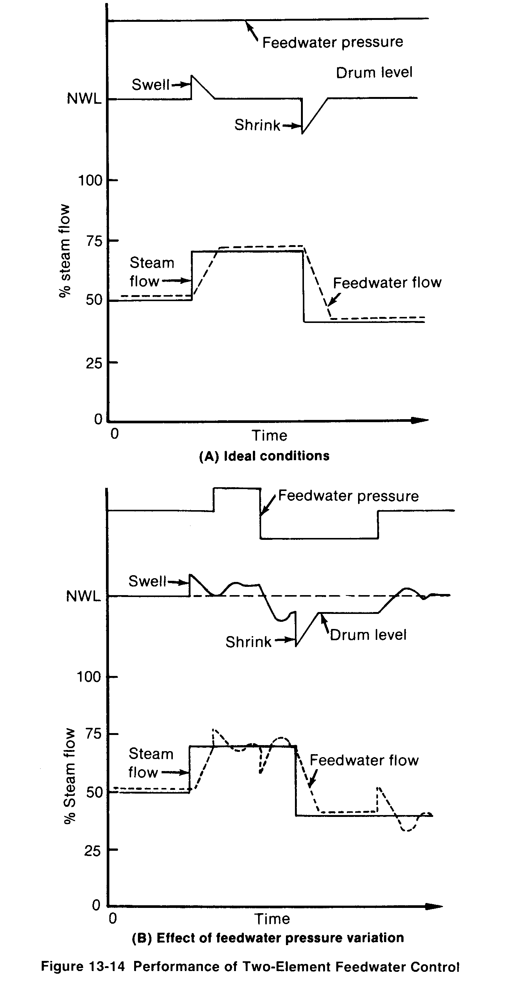 Feedwater pressure
Drum level
Swell
NWL
Shrink
100
% steam flow
75
Steam
flow
Feedwater flow
50
25
0
0
Time
(A) Ideal conditions
Feedwater pressure
Swell
NWL
Drum level
Shrink
100
% Steam flow
75
Steam
flow
Feedwater flow
50
25
0
0
Time
(B) Effect of feedwater pressure variation
Figure 13-14 Performance of Two-Element Feedwater Control